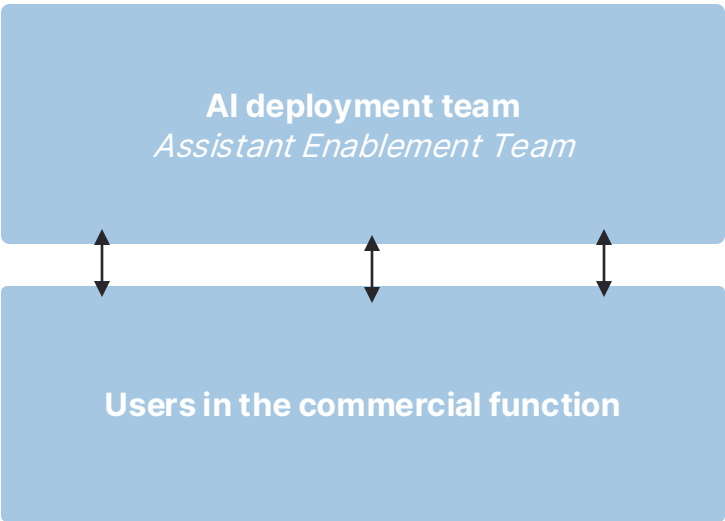 AI deployment team
Assistant Enablement Team
Users in the commercial function